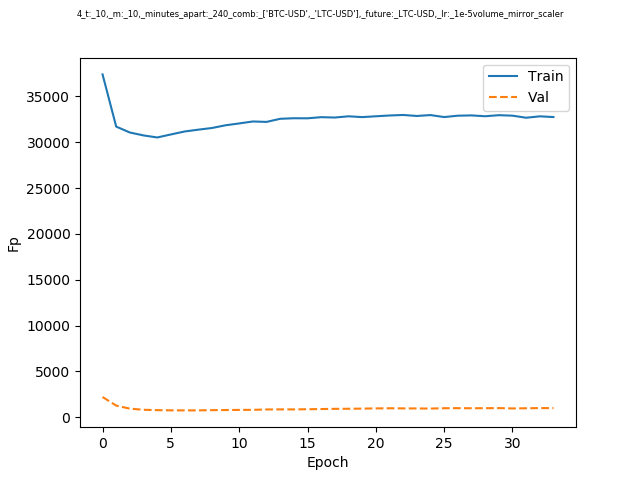 4_t:_10,_m:_10,_minutes_apart:_240_comb:_['BTC-USD',_'LTC-USD'],_future:_LTC-USD,_lr:_1e-5volume_mirror_scaler
Train
Val
35000
30000
25000
20000
15000
10000
5000
0
Fp
0 5 10 15 20 25 30
Epoch